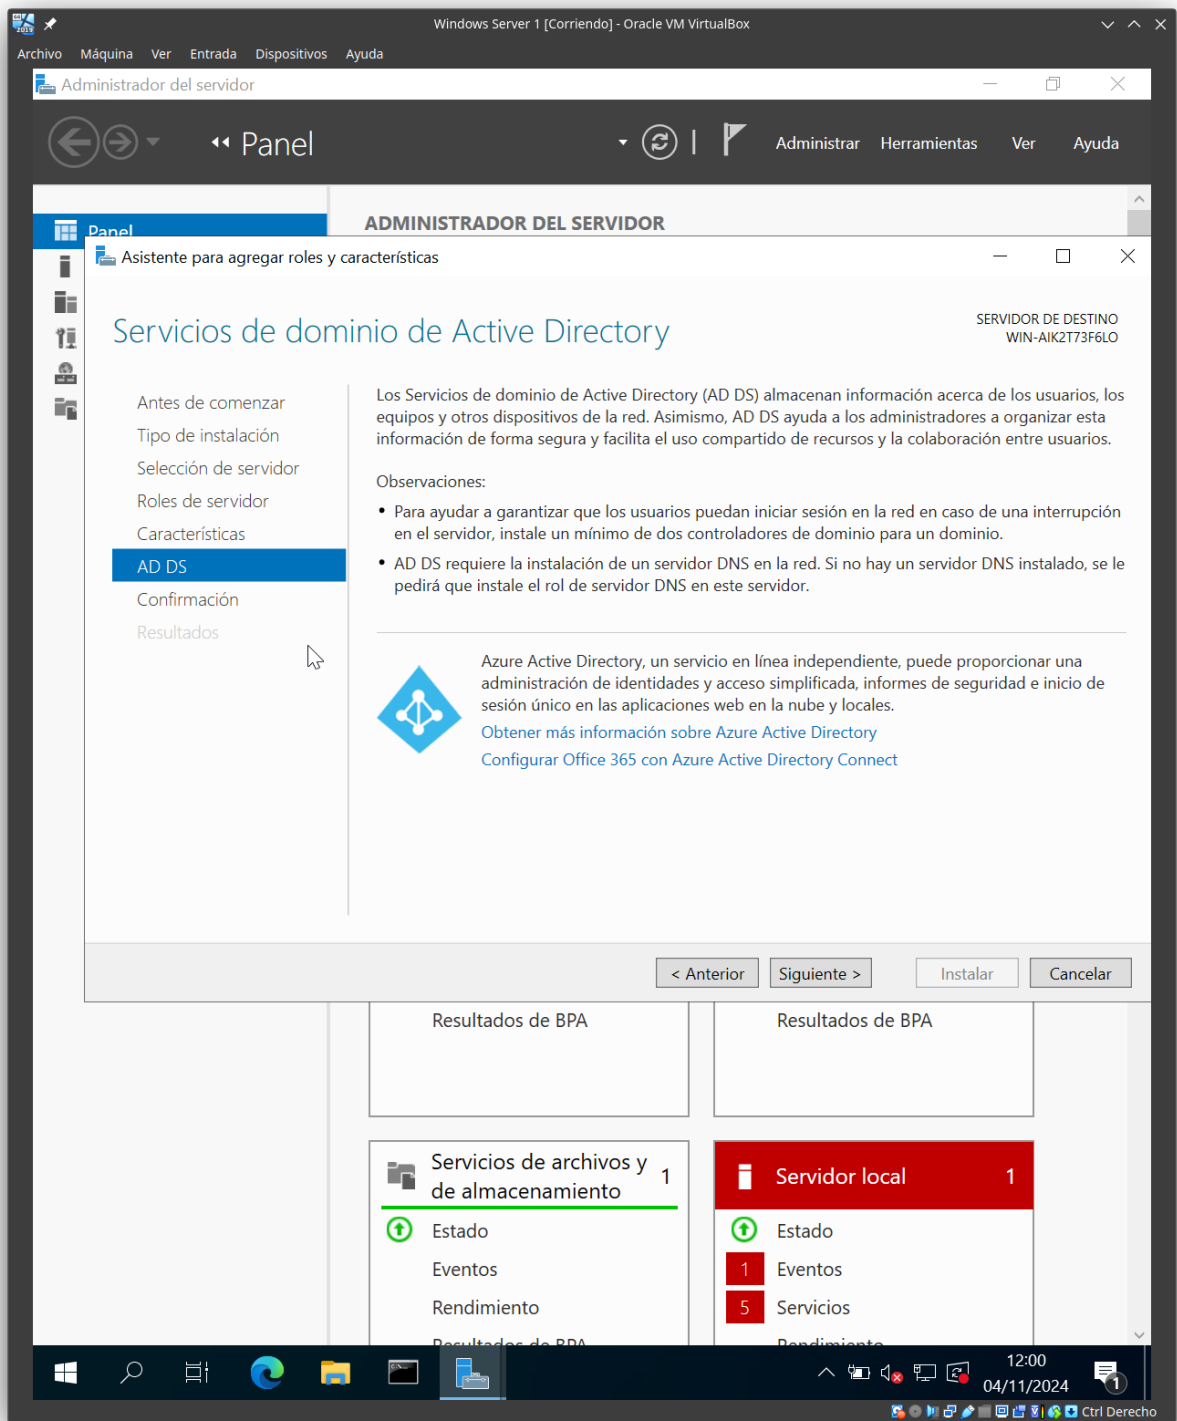 Windows Server 1 [Corriendo] - Oracle VM VirtualBox
Archivo Máquina Ver Entrada Dispositivos Ayuda
Administrador del servidor
Panel
Administrar Herramientas Ver Ayuda
Panel
ADMINISTRADOR DEL SERVIDOR
Asistente para agregar roles y características
Servicios de dominio de Active Directory
SERVIDOR DE DESTINO
WIN-AIK2T73F6LO
Antes de comenzar
Tipo de instalación
Selección de servidor
Roles de servidor
Características
AD DS
Confirmación
Resultados
Los Servicios de dominio de Active Directory (AD DS) almacenan información acerca de los usuarios, los
equipos y otros dispositivos de la red. Asimismo, AD DS ayuda a los administradores a organizar esta
información de forma segura y facilita el uso compartido de recursos y la colaboración entre usuarios.
Observaciones:
• Para ayudar a garantizar que los usuarios puedan iniciar sesión en la red en caso de una interrupción
en el servidor, instale un mínimo de dos controladores de dominio para un dominio.
• AD DS requiere la instalación de un servidor DNS en la red. Si no hay un servidor DNS instalado, se le
pedirá que instale el rol de servidor DNS en este servidor.
Azure Active Directory, un servicio en línea independiente, puede proporcionar una
administración de identidades y acceso simplificada, informes de seguridad e inicio de
sesión único en las aplicaciones web en la nube y locales.
Obtener más información sobre Azure Active Directory
Configurar Office 365 con Azure Active Directory Connect
< Anterior Siguiente > Instalar Cancelar
Resultados de BPA
Resultados de BPA
Servicios de archivos y
de almacenamiento 1
Estado
Eventos
Rendimiento
Resultados de BPA
Servidor local 1
Estado
1 Eventos
5 Servicios
Rendimiento
12:00
04/11/2024
1
Ctrl Derecho